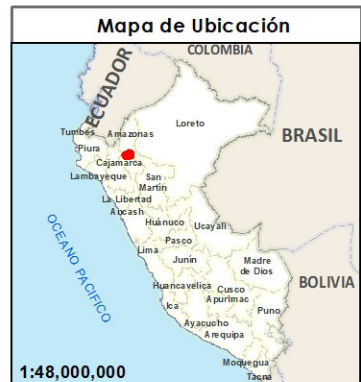 Mapa de Ubicación
COLOMBIA
ECUADOR
Tumbes
Amazonas
Loreto
Piura
BRASIL
Cajamarca
Lambayeque
San
Martín
La Libertad
Ancash
Huánuco
Ucayali
Pasco
OCEANO PACIFICO
Lima
Junín
Madre
de Dios
Huancavelica
Cusco
BOLIVIA
Apurimac
Ica
Puno
Ayacucho
Arequipa
Moquegua
1:48,000,000
Tacna